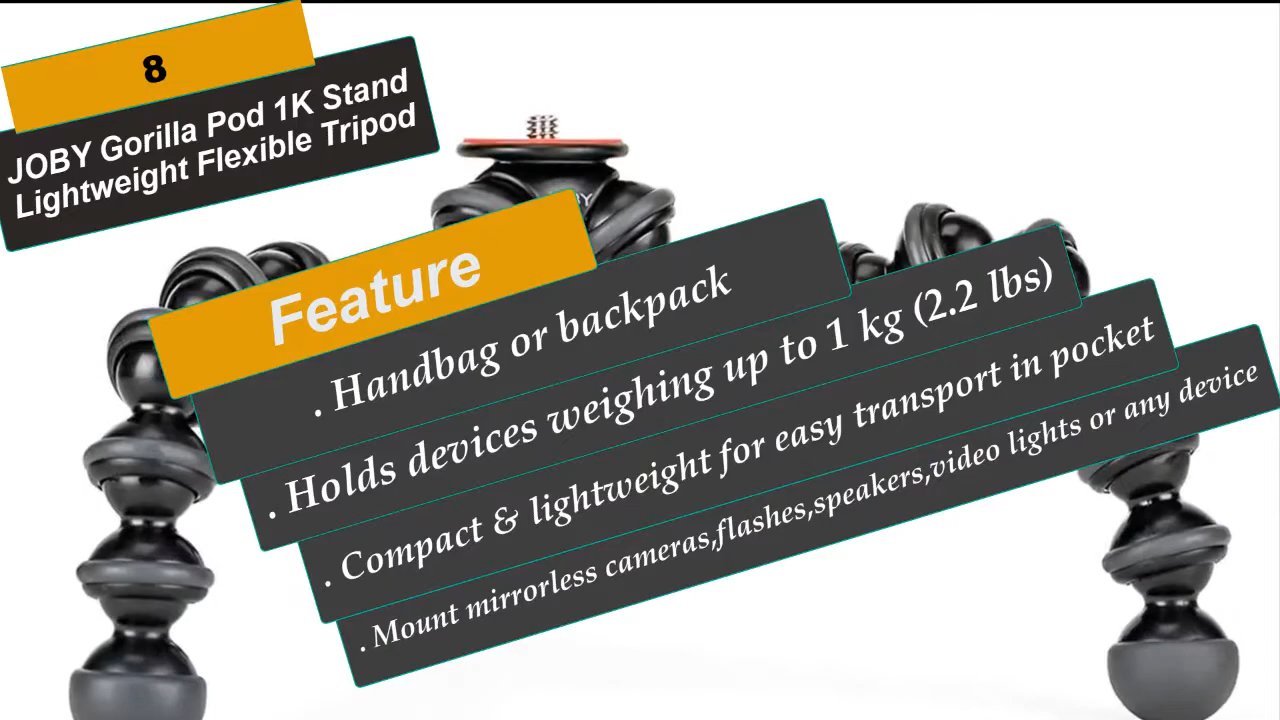 8
JOBY Gorilla Pod 1K Stand
Lightweight Flexible Tripod
Feature
. Handbag or backpack
. Holds devices weighing up to 1 kg (2.2 lbs)
. Compact & lightweight for easy transport in pocket
. Mount mirrorless cameras,flashes,speakers,video lights or any device